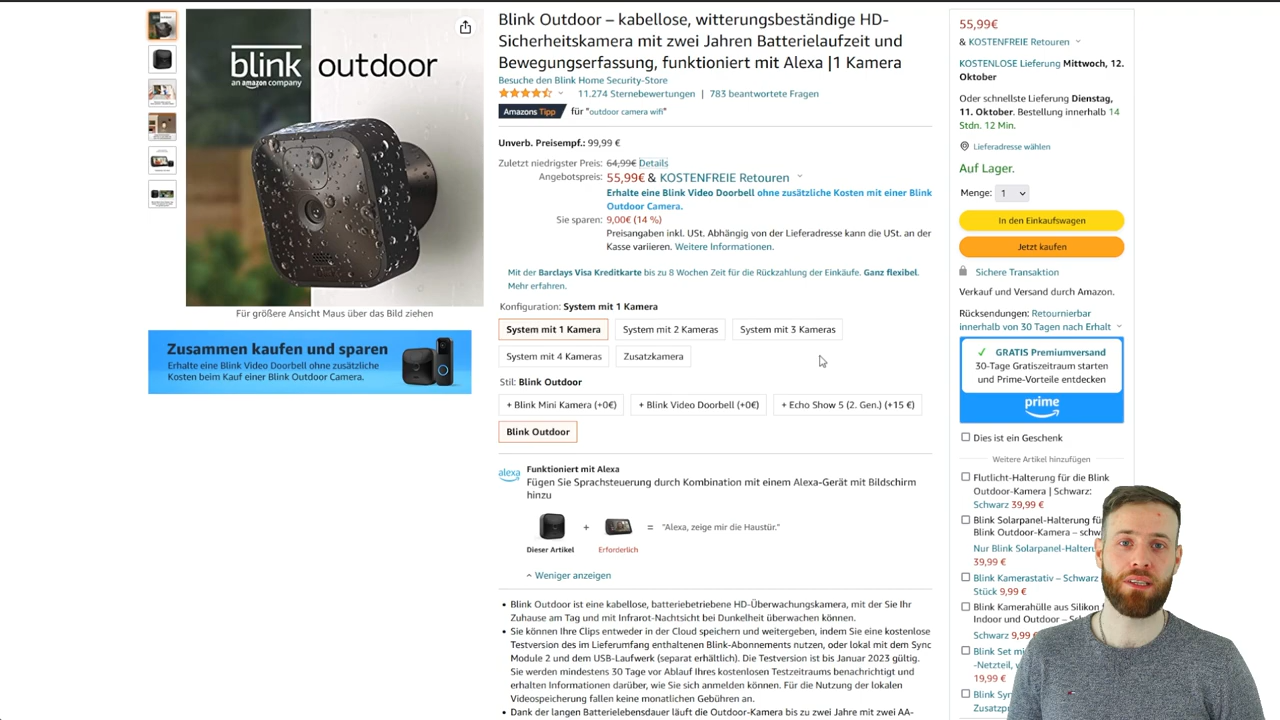 blink
an amazon company
outdoor
Für größere Ansicht Maus über das Bild ziehen
Zusammen kaufen und sparen
Erhalte eine Blink Video Doorbell ohne zusätzliche
Kosten beim Kauf einer Blink Outdoor Camera.
Blink Outdoor – kabellose, witterungsbeständige HD-
Sicherheitskamera mit zwei Jahren Batterielaufzeit und
Bewegungserfassung, funktioniert mit Alexa |1 Kamera
Besuche den Blink Home Security-Store
11.274 Sternebewertungen | 783 beantwortete Fragen
Amazons Tipp für "outdoor camera wifi"
Unverb. Preisempf.: 99,99 €
Zuletzt niedrigster Preis: 64,99€ Details
Angebotspreis: 55,99€ & KOSTENFREIE Retouren
Erhalte eine Blink Video Doorbell ohne zusätzliche Kosten mit einer Blink
Outdoor Camera.
Sie sparen: 9,00€ (14 %)
Preisangaben inkl. USt. Abhängig von der Lieferadresse kann die USt. an der
Kasse variieren. Weitere Informationen.
Mit der Barclays Visa Kreditkarte bis zu 8 Wochen Zeit für die Rückzahlung der Einkäufe. Ganz flexibel.
Mehr erfahren.
Konfiguration: System mit 1 Kamera
System mit 1 Kamera System mit 2 Kameras System mit 3 Kameras
System mit 4 Kameras Zusatzkamera
Stil: Blink Outdoor
+ Blink Mini Kamera (+0€) + Blink Video Doorbell (+0€) + Echo Show 5 (2. Gen.) (+15 €)
Blink Outdoor
alexa
Funktioniert mit Alexa
Fügen Sie Sprachsteuerung durch Kombination mit einem Alexa-Gerät mit Bildschirm
hinzu
+ = "Alexa, zeige mir die Haustür."
Dieser Artikel Erforderlich
Weniger anzeigen
• Blink Outdoor ist eine kabellose, batteriebetriebene HD-Überwachungskamera, mit der Sie Ihr
Zuhause am Tag und mit Infrarot-Nachtsicht bei Dunkelheit überwachen können.
• Sie können Ihre Clips entweder in der Cloud speichern und weitergeben, indem Sie eine kostenlose
Testversion des im Lieferumfang enthaltenen Blink-Abonnements nutzen, oder lokal mit dem Sync
Module 2 und dem USB-Laufwerk (separat erhältlich). Die Testversion ist bis Januar 2023 gültig.
Sie werden mindestens 30 Tage vor Ablauf Ihres kostenlosen Testzeitraums benachrichtigt und
erhalten Informationen darüber, wie Sie sich anmelden können. Für die Nutzung der lokalen
Videospeicherung fallen keine monatlichen Gebühren an.
• Dank der langen Batterielebensdauer läuft die Outdoor-Kamera bis zu zwei Jahre mit zwei AA-
55,99€
& KOSTENFREIE Retouren
KOSTENLOSE Lieferung Mittwoch, 12.
Oktober
Oder schnellste Lieferung Dienstag,
11. Oktober. Bestellung innerhalb 14
Stdn. 12 Min.
Lieferadresse wählen
Auf Lager.
Menge: 1
In den Einkaufswagen
Jetzt kaufen
Sichere Transaktion
Verkauf und Versand durch Amazon.
Rücksendungen: Retournierbar
innerhalb von 30 Tagen nach Erhalt
GRATIS Premiumversand
30-Tage Gratiszeitraum starten
und Prime-Vorteile entdecken
prime
Dies ist ein Geschenk
Weitere Artikel hinzufügen
Flutlicht-Halterung für die Blink
Outdoor-Kamera | Schwarz:
Schwarz 39,99 €
Blink Solarpanel-Halterung
Blink Outdoor-Kamera –
Nur Blink
39,99 €
Blink Kamerastativ – Schwarz
Stück 9,99 €
Blink Kamerahülle aus Silikon
Indoor und Outdoor –
Schwarz 9,99
Blink Set
-Netzteil,
19,99 €
Blink